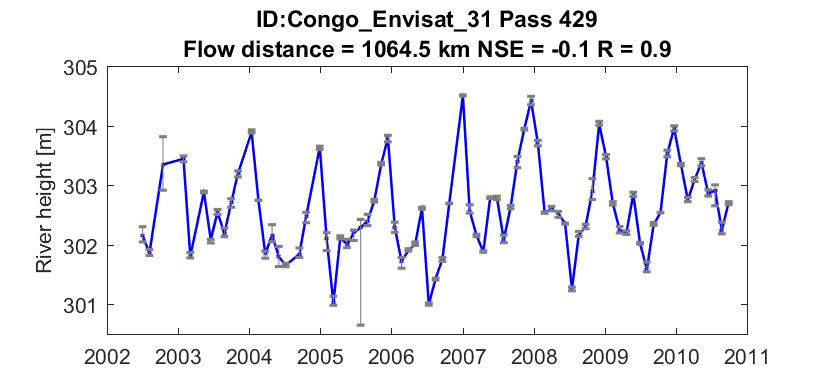 ID:Congo_Envisat_31 Pass 429
Flow distance = 1064.5 km NSE = -0.1 R = 0.9
305
304
303
302
301
River height [m]
2002 2003 2004 2005 2006 2007 2008 2009 2010 2011